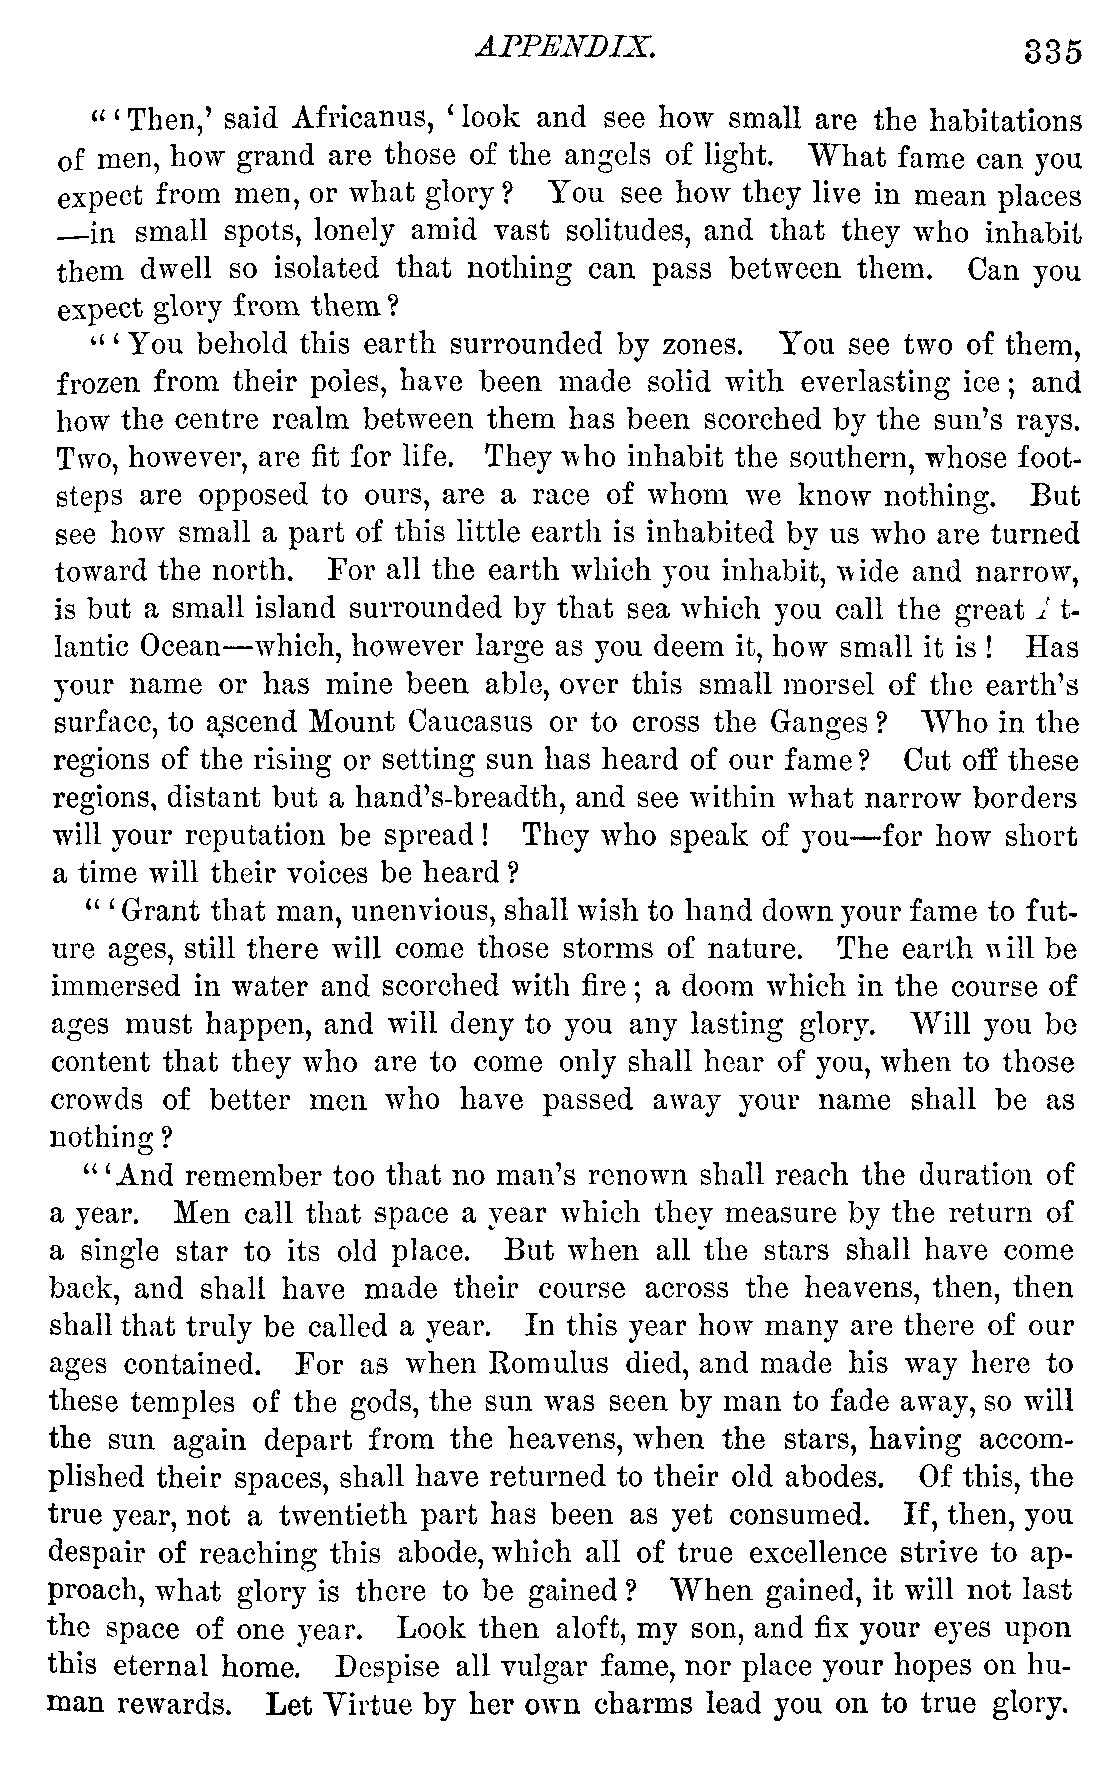 APPENDIX. 335
"'Then,' said Africanus, 'look and see how small are the habitations
of men, how grand are those of the angels of light. What fame can you
expect from men, or what glory? You see how they live in mean places
—in small spots, lonely amid vast solitudes, and that they who inhabit
them dwell so isolated that nothing can pass between them. Can you
expect glory from them?
"'You behold this earth surrounded by zones. You see two of them,
frozen from their poles, have been made solid with everlasting ice; and
how the centre realm between them has been scorched by the sun's rays.
Two, however, are fit for life. They who inhabit the southern, whose foot-
steps are opposed to ours, are a race of whom we know nothing. But
see how small a part of this little earth is inhabited by us who are turned
toward the north. For all the earth which you inhabit, wide and narrow,
is but a small island surrounded by that sea which you call the great At-
lantic Ocean—which, however large as you deem it, how small it is! Has
your name or has mine been able, over this small morsel of the earth's
surface, to ascend Mount Caucasus or to cross the Ganges? Who in the
regions of the rising or setting sun has heard of our fame? Cut off these
regions, distant but a hand's-breadth, and see within what narrow borders
will your reputation be spread! They who speak of you—for how short
a time will their voices be heard?
"'Grant that man, unenvious, shall wish to hand down your fame to fut-
ure ages, still there will come those storms of nature. The earth will be
immersed in water and scorched with fire; a doom which in the course of
ages must happen, and will deny to you any lasting glory. Will you be
content that they who are to come only shall hear of you, when to those
crowds of better men who have passed away your name shall be as
nothing?
"'And remember too that no man's renown shall reach the duration of
a year. Men call that space a year which they measure by the return of
a single star to its old place. But when all the stars shall have come
back, and shall have made their course across the heavens, then, then
shall that truly be called a year. In this year how many are there of our
ages contained. For as when Romulus died, and made his way here to
these temples of the gods, the sun was seen by man to fade away, so will
the sun again depart from the heavens, when the stars, having accom-
plished their spaces, shall have returned to their old abodes. Of this, the
true year, not a twentieth part has been as yet consumed. If, then, you
despair of reaching this abode, which all of true excellence strive to ap-
proach, what glory is there to be gained? When gained, it will not last
the space of one year. Look then aloft, my son, and fix your eyes upon
this eternal home. Despise all vulgar fame, nor place your hopes on hu-
man rewards. Let Virtue by her own charms lead you on to true glory.